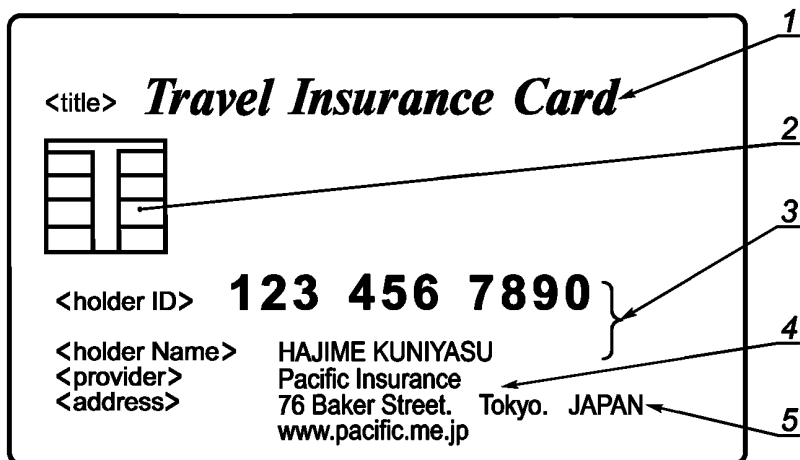 1
<title> Travel Insurance Card
2
3
<holder ID> 123 456 7890
<holder Name> HAJIME KUNIYASU
4
<provider> Pacific Insurance
<address> 76 Baker Street. Tokyo. JAPAN
5
www.pacific.me.jp